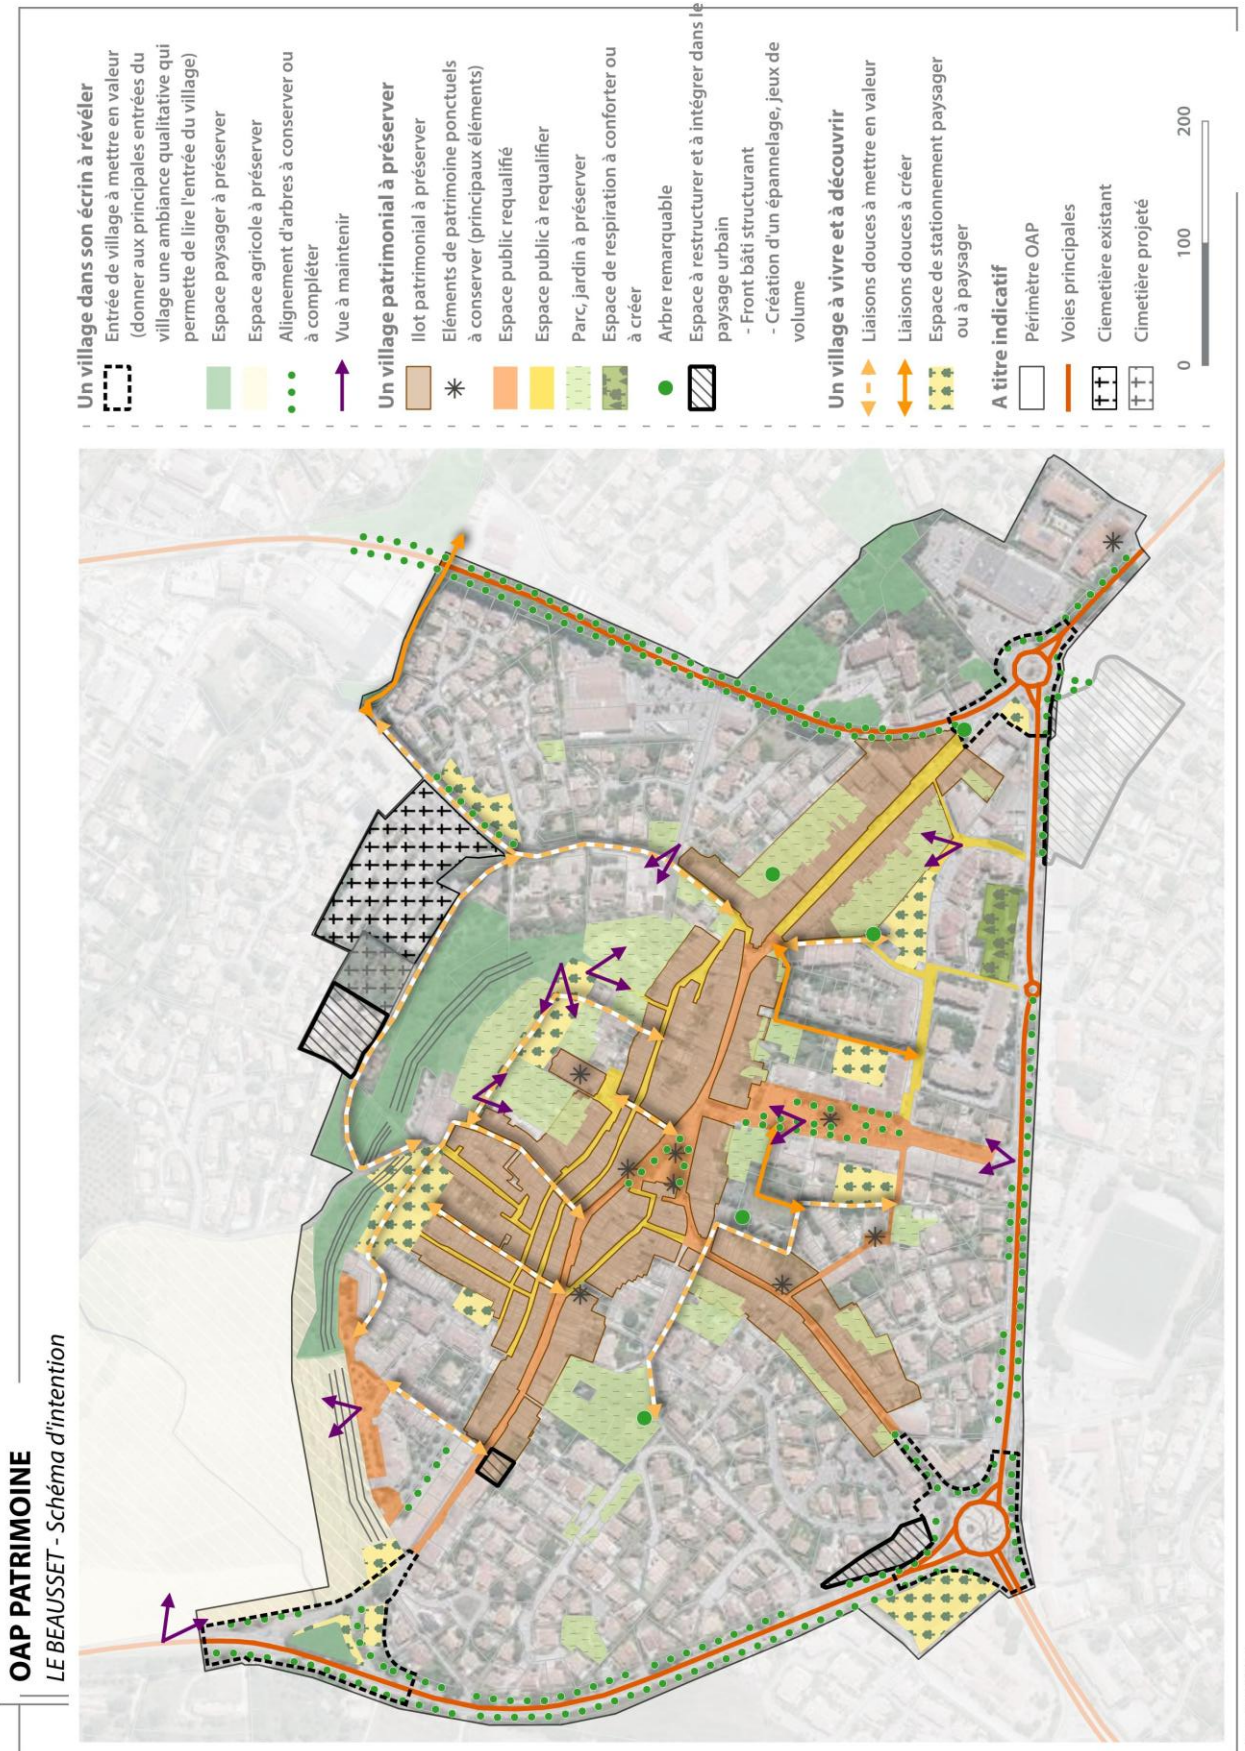 OAP PATRIMOINE
LE BEAUSSET - Schéma d'intention
Un village dans son écrin à révéler
Entrée de village à mettre en valeur
(donner aux principales entrées du
village une ambiance qualitative qui
permette de lire l'entrée du village)
Espace paysager à préserver
Espace agricole à préserver
Alignement d'arbres à conserver ou
à compléter
Vue à maintenir
Un village patrimonial à préserver
Ilot patrimonial à préserver
Eléments de patrimoine ponctuels
à conserver (principaux éléments)
Espace public requalifié
Espace public à requalifier
Parc, jardin à préserver
Espace de respiration à conforter ou
à créer
Arbre remarquable
Espace à restructurer et à intégrer dans le
paysage urbain
- Front bâti structurant
- Création d'un épannelage, jeux de
volume
Un village à vivre et à découvrir
Liaisons douces à mettre en valeur
Liaisons douces à créer
Espace de stationnement paysager
ou à paysager
A titre indicatif
Périmètre OAP
Voies principales
Ciemetière existant
Cimetière projeté
0 100 200